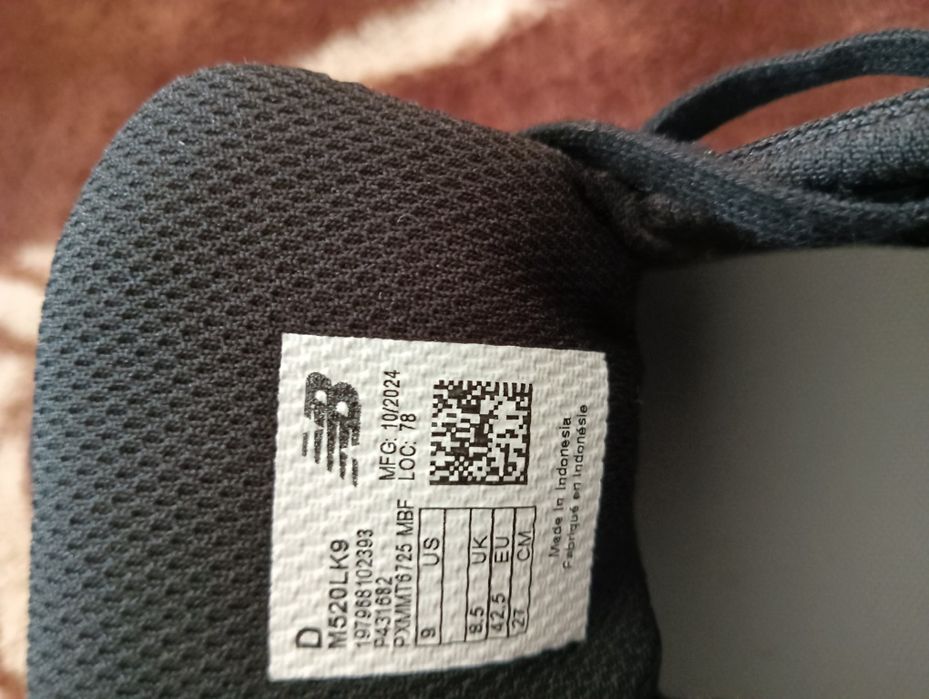 NB
MFG: 10/2024
LOC: 78
D
M520LK9
197968102393
P431682
PXMMT6725 MBF
9 US
8.5 UK
42.5 EU
27 CM
Made in Indonesia
Fabriqué en Indonésie